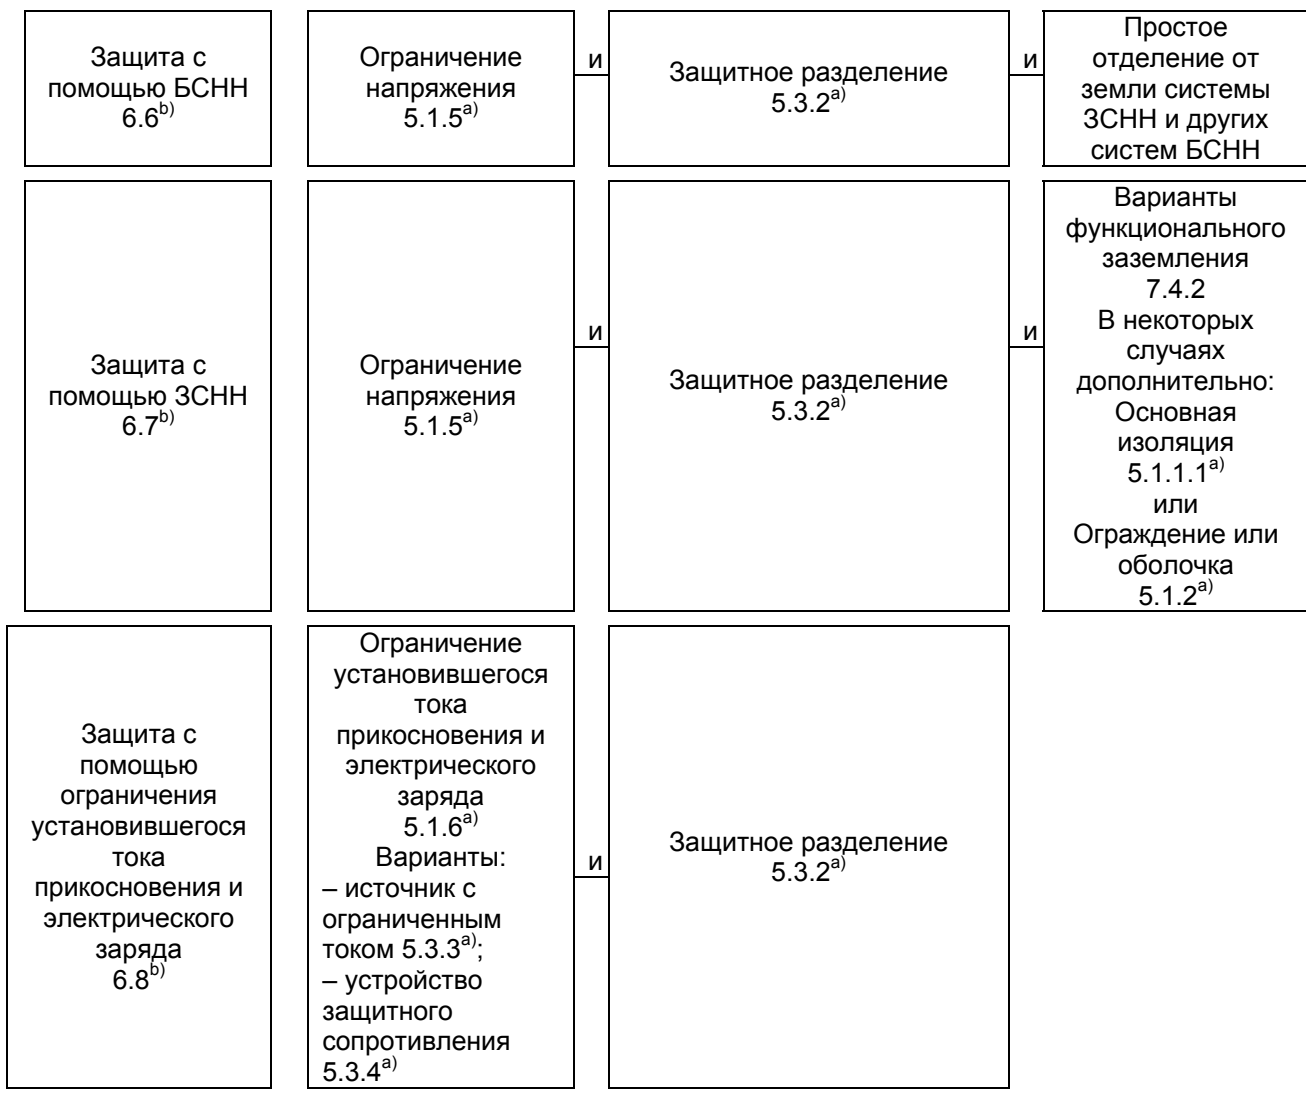 Защита с
помощью БСНН
6.6b)
Ограничение
напряжения
5.1.5a)
и
Защитное разделение
5.3.2a)
и
Простое
отделение от
земли системы
ЗСНН и других
систем БСНН
Защита с
помощью ЗСНН
6.7b)
Ограничение
напряжения
5.1.5a)
и
Защитное разделение
5.3.2a)
и
Варианты
функционального
заземления
7.4.2
В некоторых
случаях
дополнительно:
Основная
изоляция
5.1.1.1a)
или
Ограждение или
оболочка
5.1.2a)
Защита с
помощью
ограничения
установившегося
тока
прикосновения и
электрического
заряда
6.8b)
Ограничение
установившегося
тока
прикосновения и
электрического
заряда
5.1.6a)
Варианты:
– источник с
ограниченным
током 5.3.3a);
– устройство
защитного
сопротивления
5.3.4a)
и
Защитное разделение
5.3.2a)